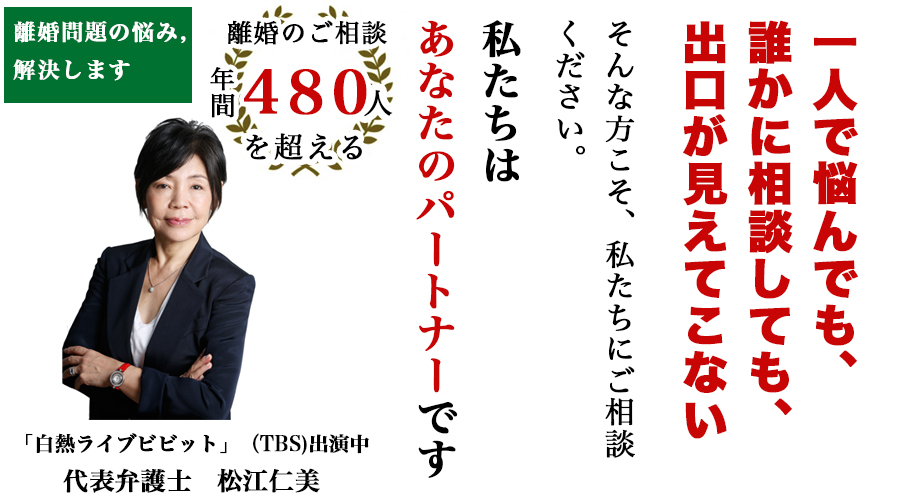 離婚問題の悩み,
解決します
離婚のご相談
年間480人
を超える
一人で悩んでも、
誰かに相談しても、
出口が見えてこない
そんな方こそ、私たちにご相談
ください。
私たちは
あなたのパートナーです
「白熱ライブビビット」 (TBS)出演中
代表弁護士 松江仁美